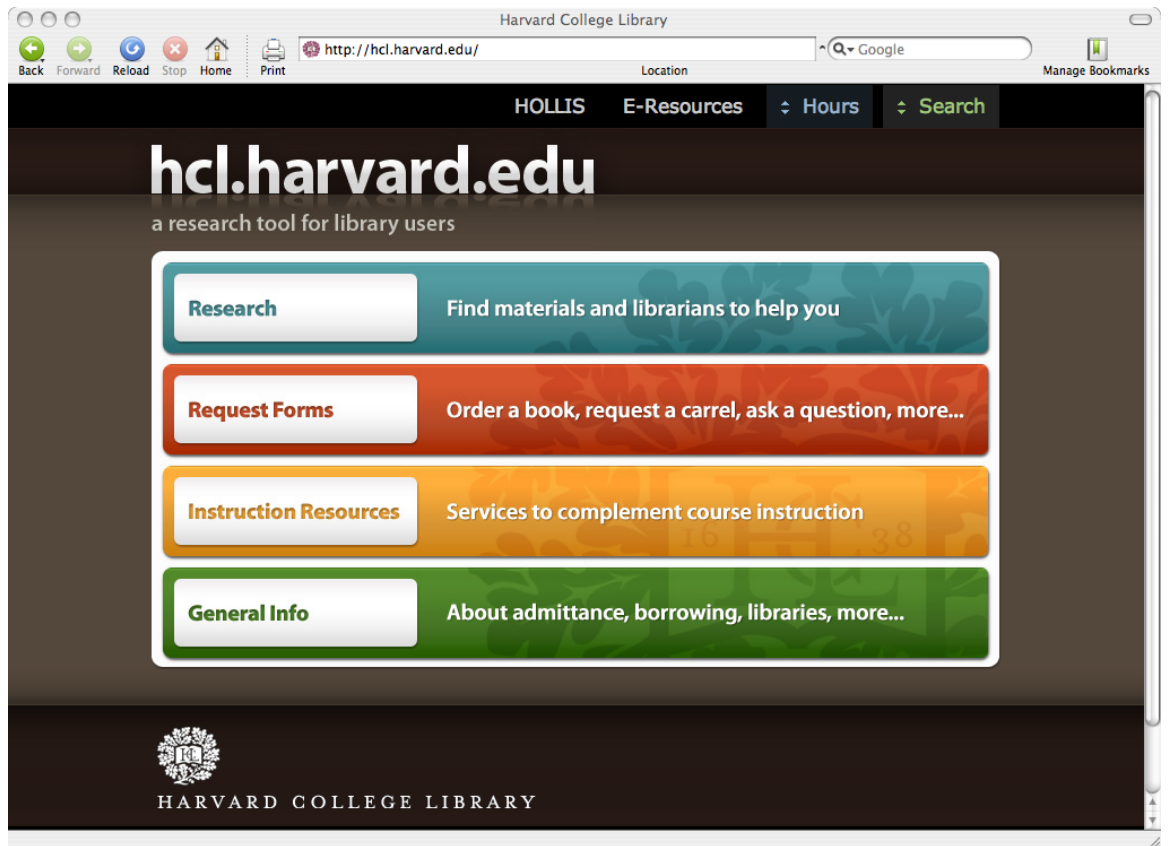 Harvard College Library
Back Forward Reload Stop Home Print http://hcl.harvard.edu/ Google
Location Manage Bookmarks
HOLLIS E-Resources Hours Search
hcl.harvard.edu
a research tool for library users
Research Find materials and librarians to help you
Request Forms Order a book, request a carrel, ask a question, more...
Instruction Resources Services to complement course instruction
16 38
General Info About admittance, borrowing, libraries, more...
HARVARD COLLEGE LIBRARY